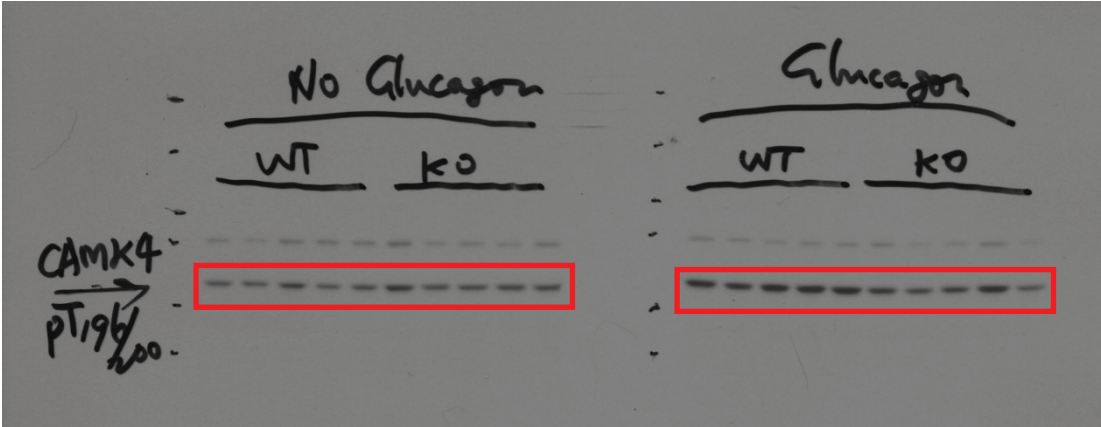 No Glucagon
WT KO
Glucagon
WT KO
CAMK4
pT196/200